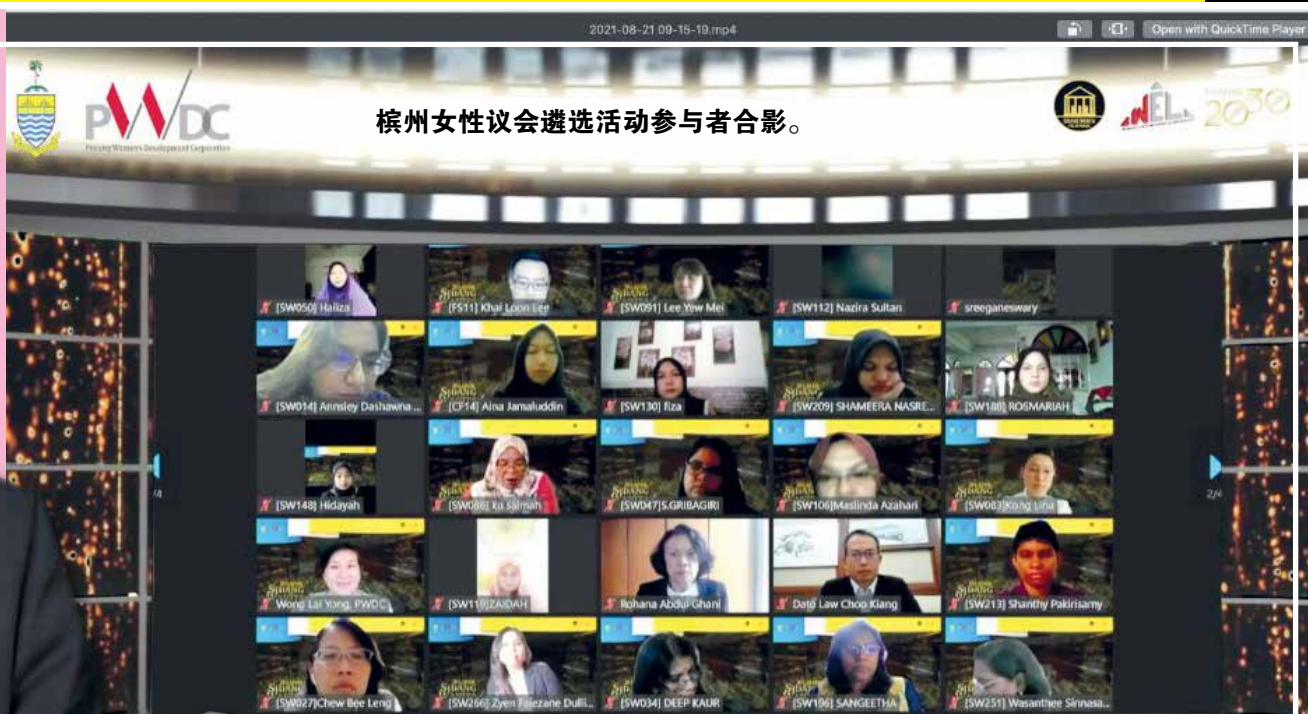 2021-08-21 09-15-19.mp4
Open with QuickTime Player
PWDC
Penang Women's Development Corporation
槟州女性议会遴选活动参与者合影。
WEL
2030
[SW050] Haliza
[FS11] Khai Loon Lee
[SW091] Lee Yew Mei
[SW112] Nazira Sultan
sreeganeswary
[SW014] Annsley Dashawna ...
[CF14] Aina Jamaluddin
[SW130] fiza
[SW209] SHAMEERA NASRE...
[SW188] ROSMARIAH
[SW148] Hidayah
[SW086] ku salmah
[SW047]S.GRIBAGIRI
[SW106]Maslinda Azahari
[SW083]Kong Lina
2/4
Wong Lai Yong, PWDC
[SW119]ZAIDAH
Rohana Abdul Ghani
Dato Law Choo Kiang
[SW213] Shanthy Pakirisamy
[SW027]Chew Bee Leng
[SW266] Zyen Faiezane Dulli...
[SW034] DEEP KAUR
[SW196] SANGEETHA
[SW251] Wasanthee Sinnasa...